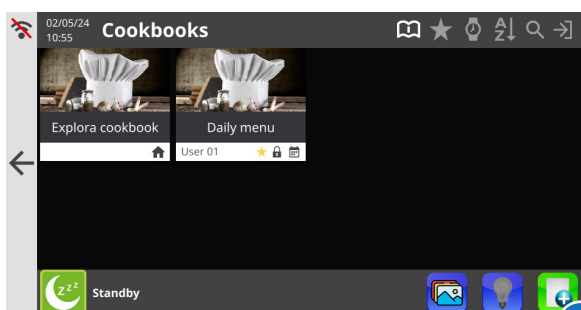 02/05/24
10:55
Cookbooks
Explora cookbook
Daily menu
User 01
Standby